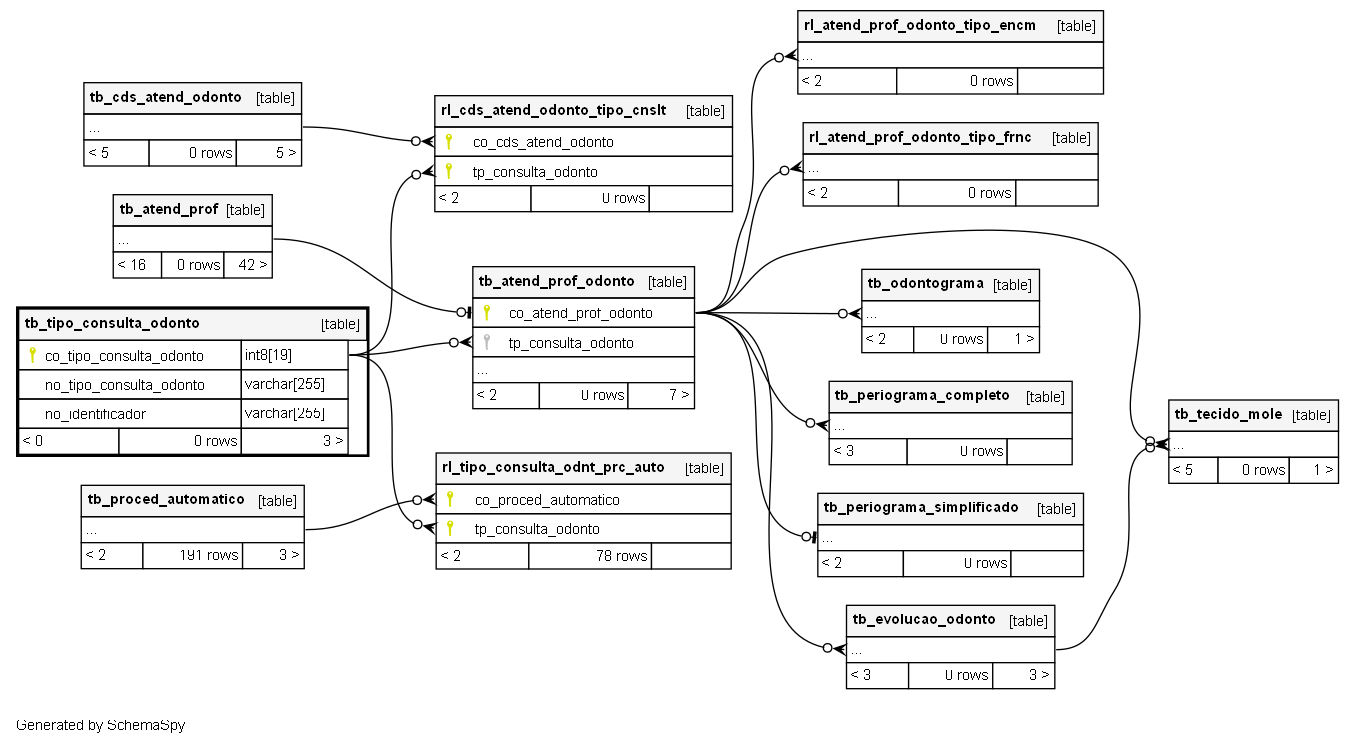 rl_atend_prof_odonto_tipo_encm [table]
...
< 2 0 rows
tb_cds_atend_odonto [table]
...
< 5 0 rows 5 >
rl_cds_atend_odonto_tipo_cnslt [table]
co_cds_atend_odonto
tp_consulta_odonto
< 2 0 rows
rl_atend_prof_odonto_tipo_frnc [table]
...
< 2 0 rows
tb_atend_prof [table]
...
< 16 0 rows 42 >
tb_atend_prof_odonto [table]
co_atend_prof_odonto
tp_consulta_odonto
...
< 2 0 rows 7 >
tb_odontograma [table]
...
< 2 0 rows 1 >
tb_tipo_consulta_odonto [table]
co_tipo_consulta_odonto int8[19]
no_tipo_consulta_odonto varchar[255]
no_identificador varchar[255]
< 0 0 rows 3 >
tb_periograma_completo [table]
...
< 3 0 rows
tb_tecido_mole [table]
...
< 5 0 rows 1 >
rl_tipo_consulta_odnt_prc_auto [table]
co_proced_automatico
tp_consulta_odonto
< 2 78 rows
tb_proced_automatico [table]
...
< 2 191 rows 3 >
tb_periograma_simplificado [table]
...
< 2 0 rows
tb_evolucao_odonto [table]
...
< 3 0 rows 3 >
Generated by SchemaSpy